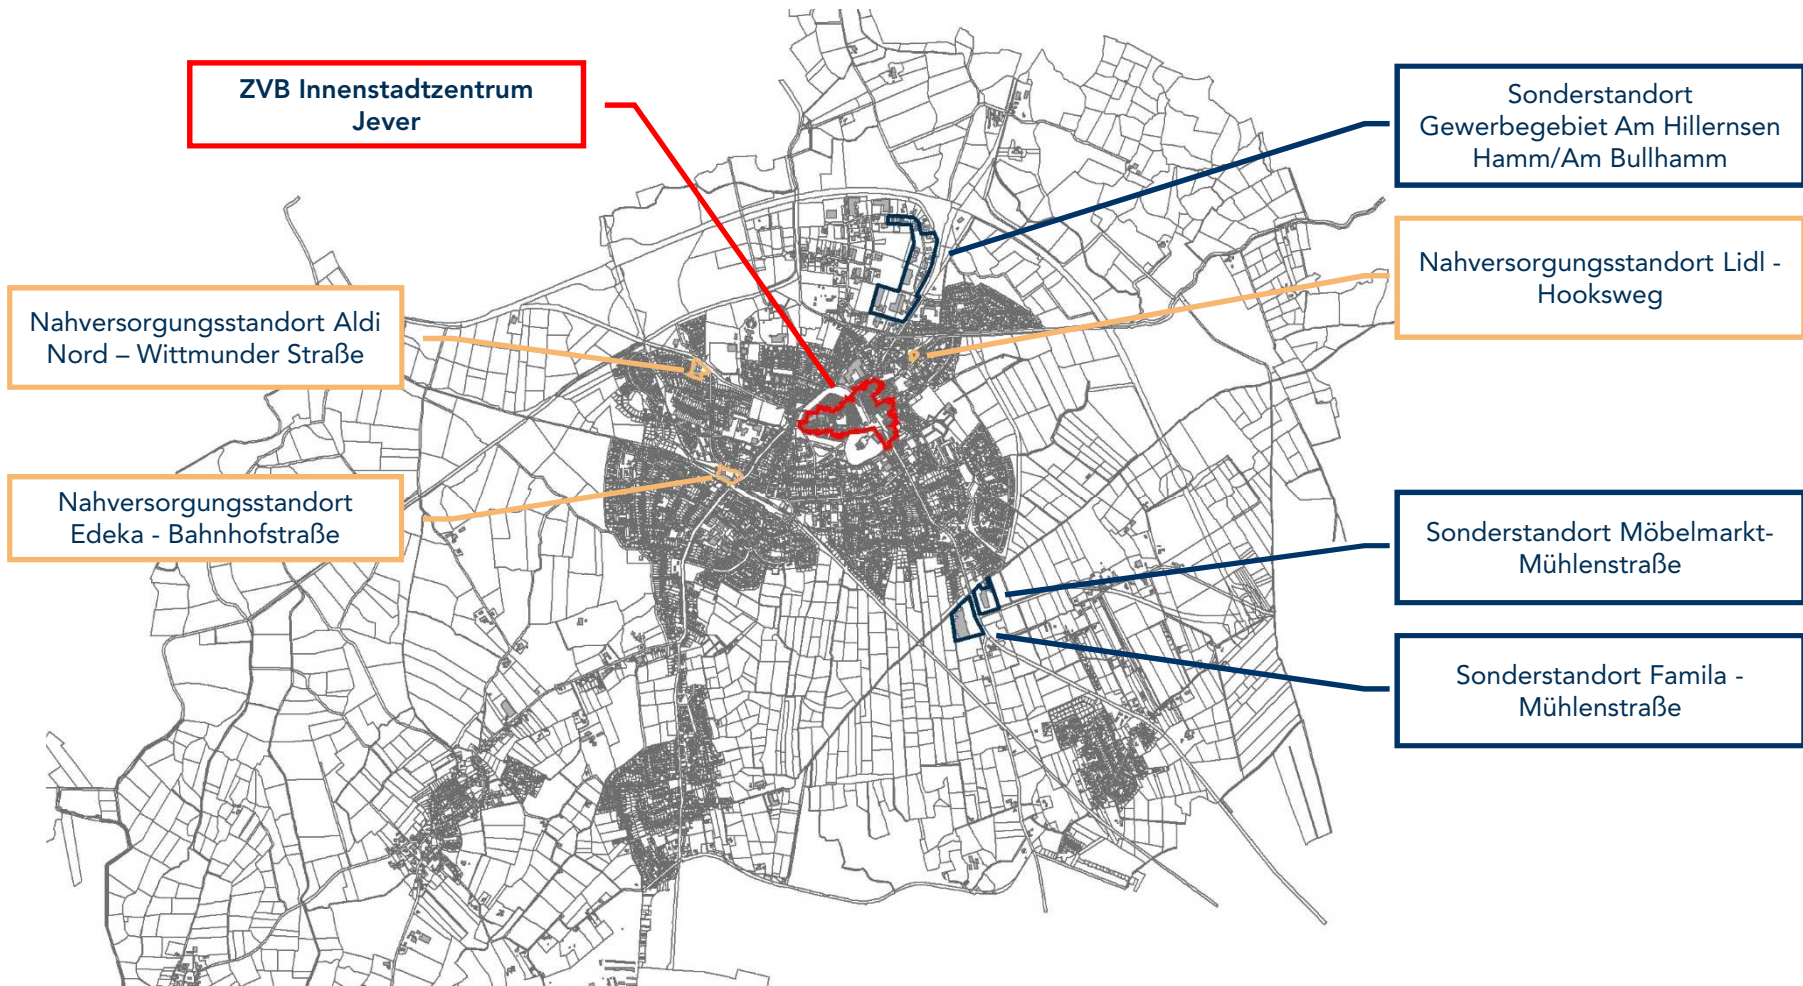 ZVB Innenstadtzentrum
Jever
Sonderstandort
Gewerbegebiet Am Hillernsen
Hamm/Am Bullhamm
Nahversorgungsstandort Lidl -
Hooksweg
Nahversorgungsstandort Aldi
Nord – Wittmunder Straße
Nahversorgungsstandort
Edeka - Bahnhofstraße
Sonderstandort Möbelmarkt-
Mühlenstraße
Sonderstandort Famila -
Mühlenstraße